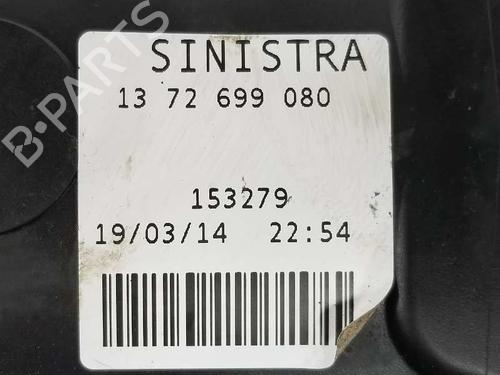 SINISTRA
13 72 699 080
153279
19/03/14 22:54
B-PARTS